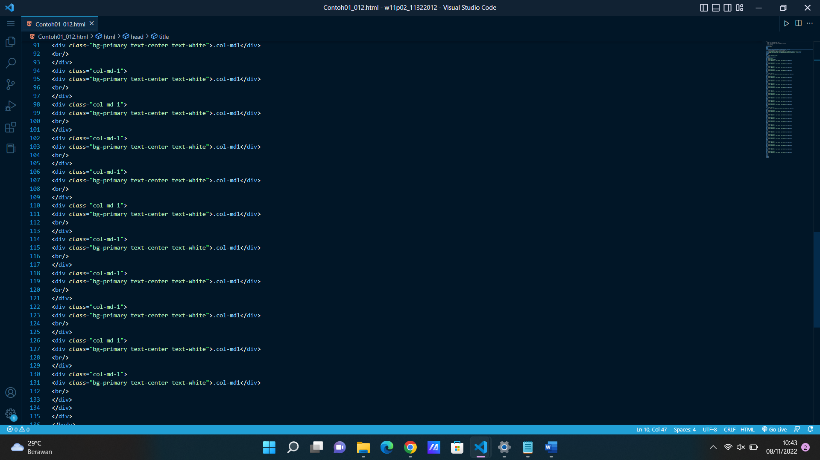 Contoh01_012.html - w11p02_11322012 - Visual Studio Code
Contoh01_012.html
Contoh01_012.html > html > head > title
91 <div class="bg-primary text-center text-white">.col-md1</div>
92 <br/>
93 </div>
94 <div class="col-md-1">
95 <div class="bg-primary text-center text-white">.col-md1</div>
96 <br/>
97 </div>
98 <div class="col-md-1">
99 <div class="bg-primary text-center text-white">.col-md1</div>
100 <br/>
101 </div>
102 <div class="col-md-1">
103 <div class="bg-primary text-center text-white">.col-md1</div>
104 <br/>
105 </div>
106 <div class="col-md-1">
107 <div class="bg-primary text-center text-white">.col-md1</div>
108 <br/>
109 </div>
110 <div class="col-md-1">
111 <div class="bg-primary text-center text-white">.col-md1</div>
112 <br/>
113 </div>
114 <div class="col-md-1">
115 <div class="bg-primary text-center text-white">.col-md1</div>
116 <br/>
117 </div>
118 <div class="col-md-1">
119 <div class="bg-primary text-center text-white">.col-md1</div>
120 <br/>
121 </div>
122 <div class="col-md-1">
123 <div class="bg-primary text-center text-white">.col-md1</div>
124 <br/>
125 </div>
126 <div class="col-md-1">
127 <div class="bg-primary text-center text-white">.col-md1</div>
128 <br/>
129 </div>
130 <div class="col-md-1">
131 <div class="bg-primary text-center text-white">.col-md1</div>
132 <br/>
133 </div>
134 </div>
135 </div>
0 0 Ln 10, Col 47 Spaces: 4 UTF-8 CRLF HTML Go Live
29°C
Berawan
10:43
08/11/2022
2